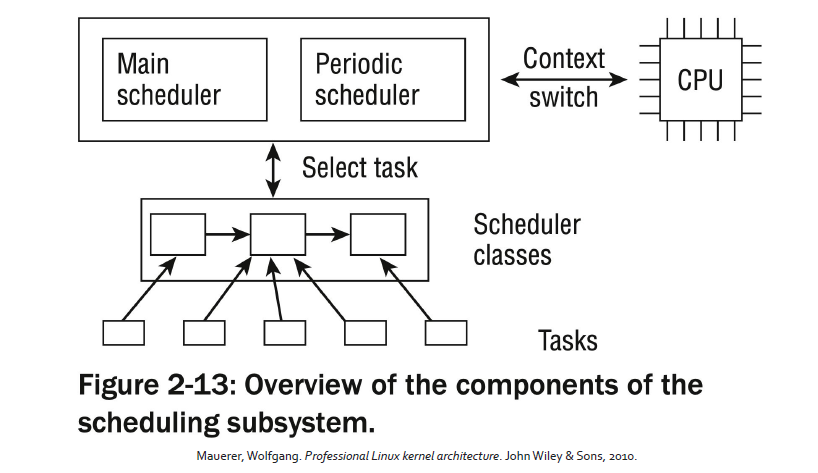 Main
scheduler
Periodic
scheduler
Context
switch
CPU
Select task
Scheduler
classes
Tasks
Figure 2-13: Overview of the components of the
scheduling subsystem.
Mauerer, Wolfgang. Professional Linux kernel architecture. John Wiley & Sons, 2010.